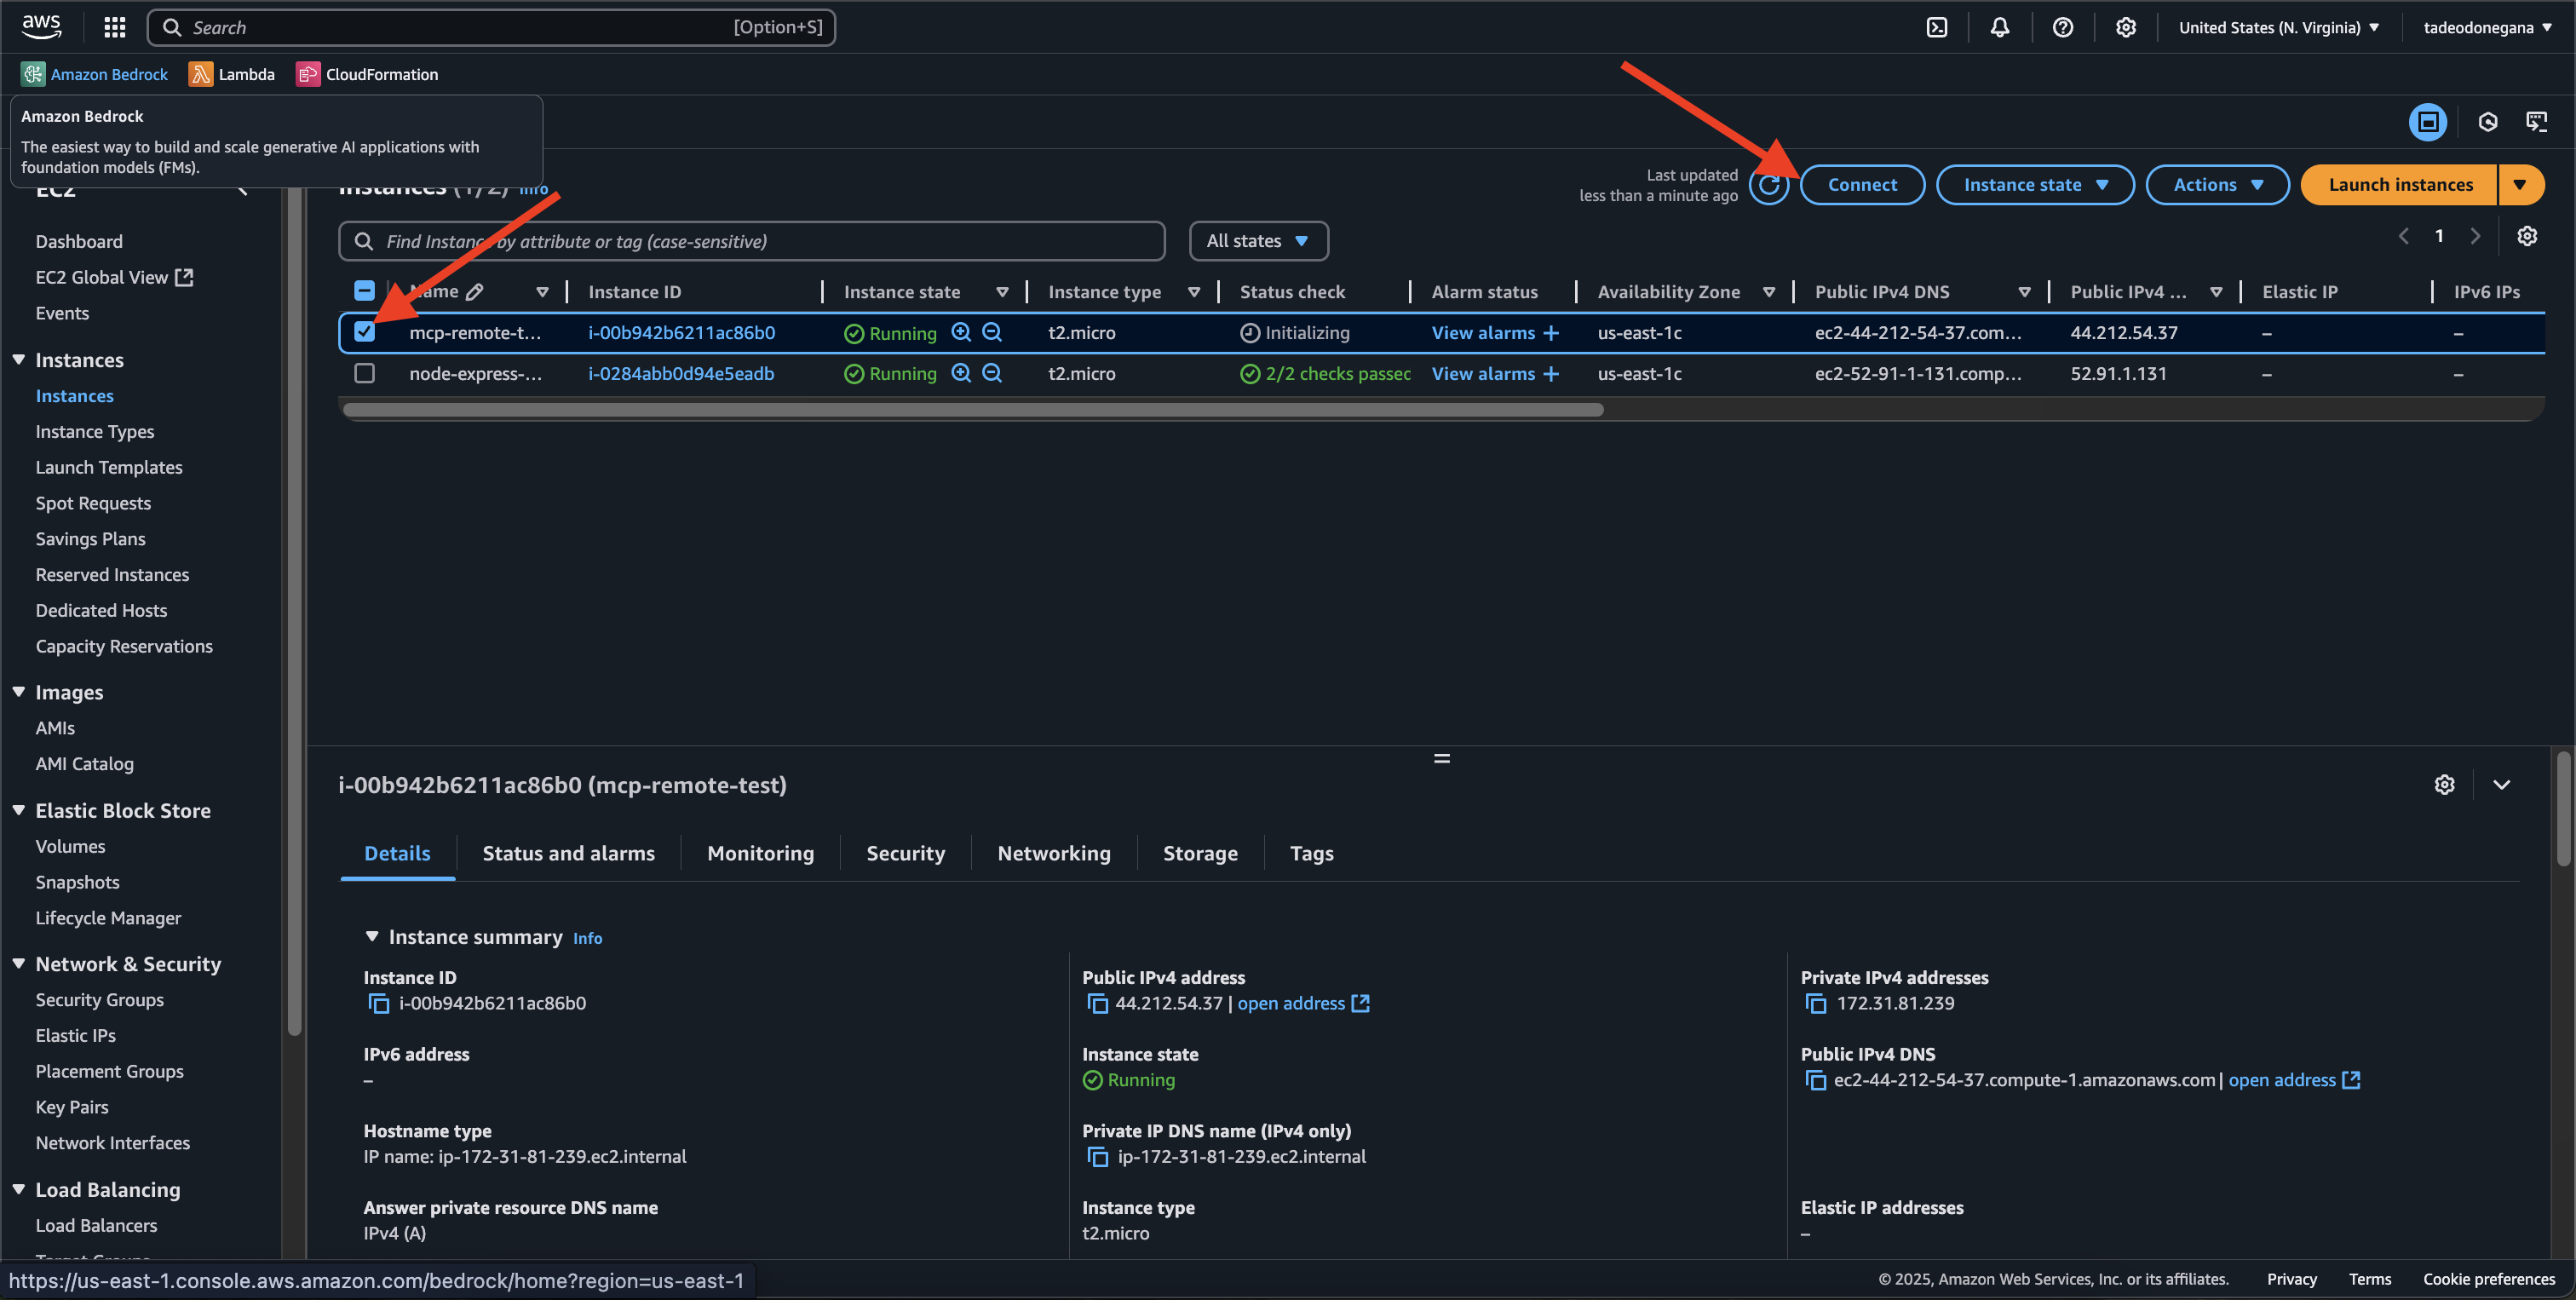 aws
Search [Option+S]
United States (N. Virginia)
tadeodonegana
Amazon Bedrock
Lambda
CloudFormation
Amazon Bedrock
The easiest way to build and scale generative AI applications with
foundation models (FMs).
EC2
Dashboard
EC2 Global View
Events
Instances
Instances
Instance Types
Launch Templates
Spot Requests
Savings Plans
Reserved Instances
Dedicated Hosts
Capacity Reservations
Images
AMIs
AMI Catalog
Elastic Block Store
Volumes
Snapshots
Lifecycle Manager
Network & Security
Security Groups
Elastic IPs
Placement Groups
Key Pairs
Network Interfaces
Load Balancing
Load Balancers
Target Groups
Instances (1/2) Info
Last updated
less than a minute ago
Connect
Instance state
Actions
Launch instances
Find Instance by attribute or tag (case-sensitive)
All states
1
Name Instance ID Instance state Instance type Status check Alarm status Availability Zone Public IPv4 DNS Public IPv4 ... Elastic IP IPv6 IPs
mcp-remote-t... i-00b942b6211ac86b0 Running t2.micro Initializing View alarms + us-east-1c ec2-44-212-54-37.com... 44.212.54.37 – –
node-express-... i-0284abb0d94e5eadb Running t2.micro 2/2 checks passec View alarms + us-east-1c ec2-52-91-1-131.comp... 52.91.1.131 – –
i-00b942b6211ac86b0 (mcp-remote-test)
Details
Status and alarms
Monitoring
Security
Networking
Storage
Tags
Instance summary Info
Instance ID
i-00b942b6211ac86b0
Public IPv4 address
44.212.54.37 | open address
Private IPv4 addresses
172.31.81.239
IPv6 address
–
Instance state
Running
Public IPv4 DNS
ec2-44-212-54-37.compute-1.amazonaws.com | open address
Hostname type
IP name: ip-172-31-81-239.ec2.internal
Private IP DNS name (IPv4 only)
ip-172-31-81-239.ec2.internal
Answer private resource DNS name
IPv4 (A)
Instance type
t2.micro
Elastic IP addresses
–
https://us-east-1.console.aws.amazon.com/bedrock/home?region=us-east-1
© 2025, Amazon Web Services, Inc. or its affiliates.
Privacy
Terms
Cookie preferences